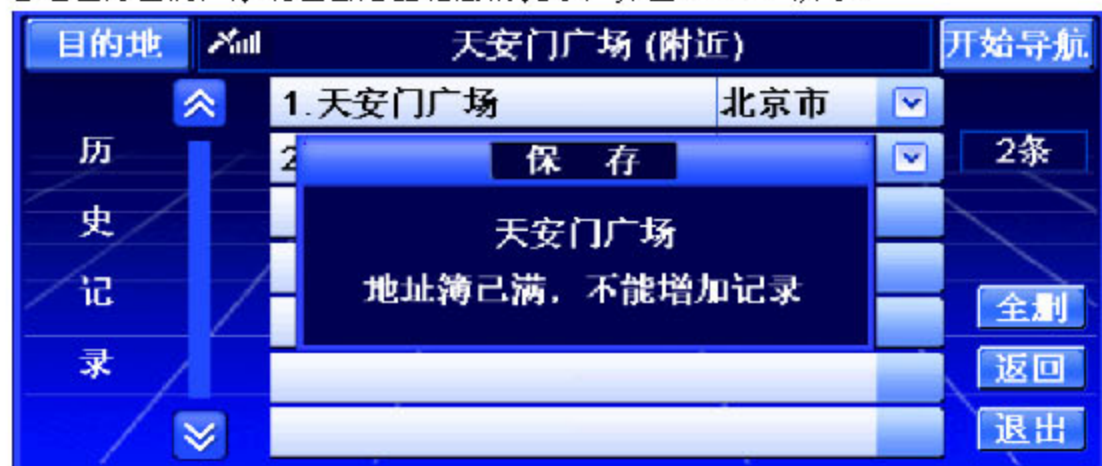 目的地
天安门广场 (附近)
开始导航
1.天安门广场
北京市
历史记录
2
2条
保 存
天安门广场
地址簿已满，不能增加记录
全删
返回
退出